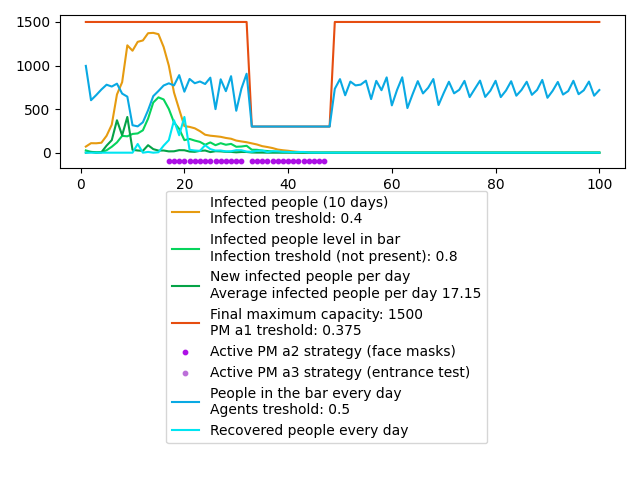 1500
1000
500
0
0 20 40 60 80 100
Infected people (10 days)
Infection treshold: 0.4
Infected people level in bar
Infection treshold (not present): 0.8
New infected people per day
Average infected people per day 17.15
Final maximum capacity: 1500
PM a1 treshold: 0.375
Active PM a2 strategy (face masks)
Active PM a3 strategy (entrance test)
People in the bar every day
Agents treshold: 0.5
Recovered people every day